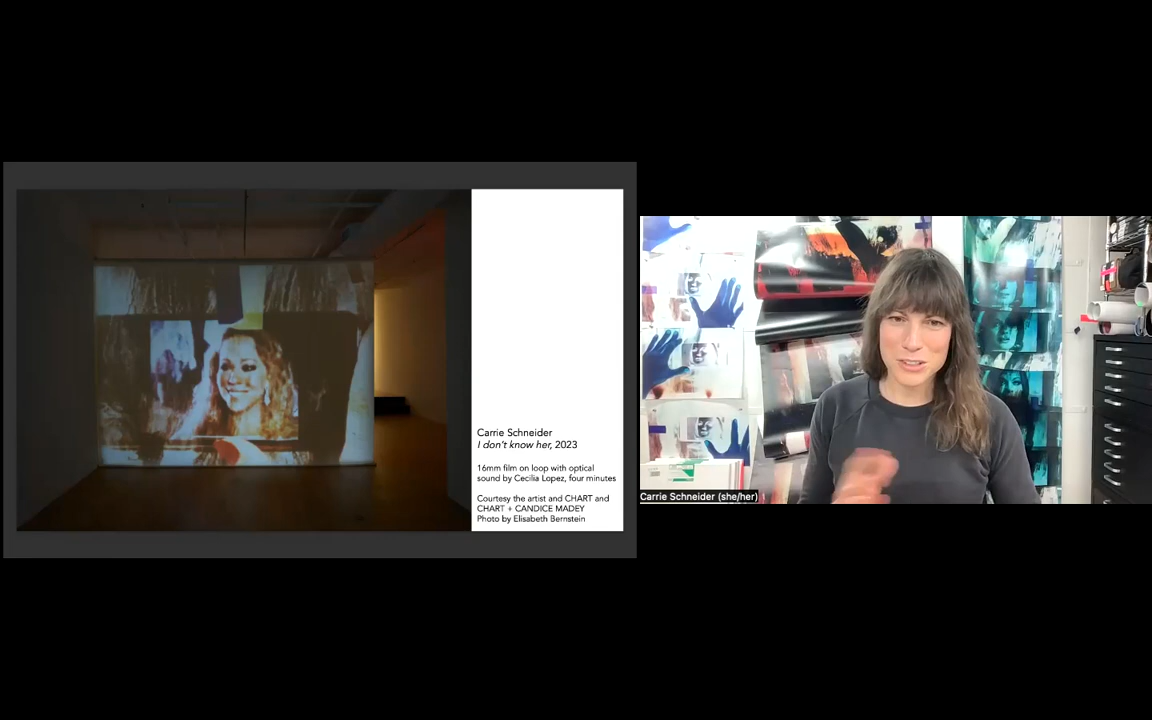 Carrie Schneider
I don't know her, 2023
16mm film on loop with optical
sound by Cecilia Lopez, four minutes
Courtesy the artist and CHART and
CHART + CANDICE MADEY
Photo by Elisabeth Bernstein
Carrie Schneider (she/her)